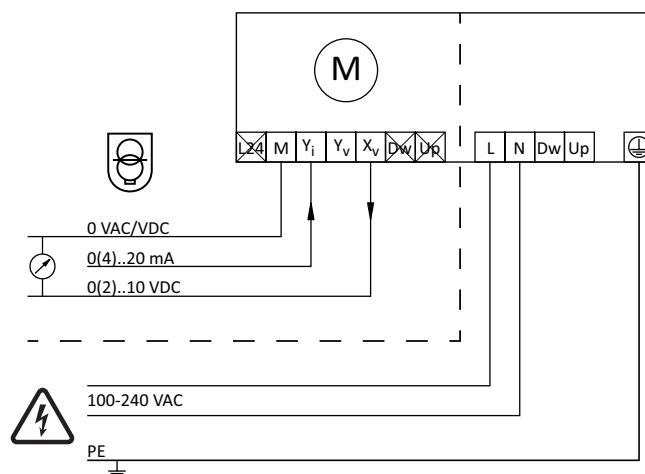 M
L24 M Yi Yv Xv Dw Up L N Dw Up
0 VAC/VDC
0(4)..20 mA
0(2)..10 VDC
100-240 VAC
PE